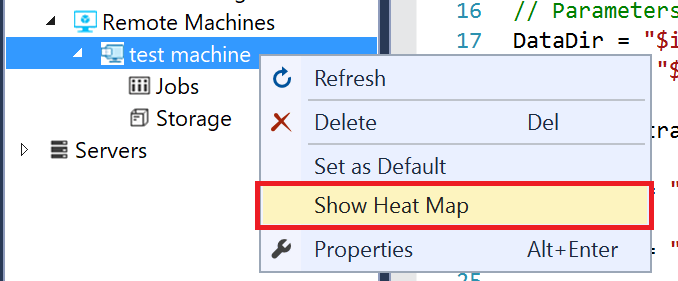 Remote Machines
test machine
Jobs
Storage
Servers
Refresh
Delete Del
Set as Default
Show Heat Map
Properties Alt+Enter
16 // Parameters
17 DataDir = "$i
"$
tra
= "
= "
25